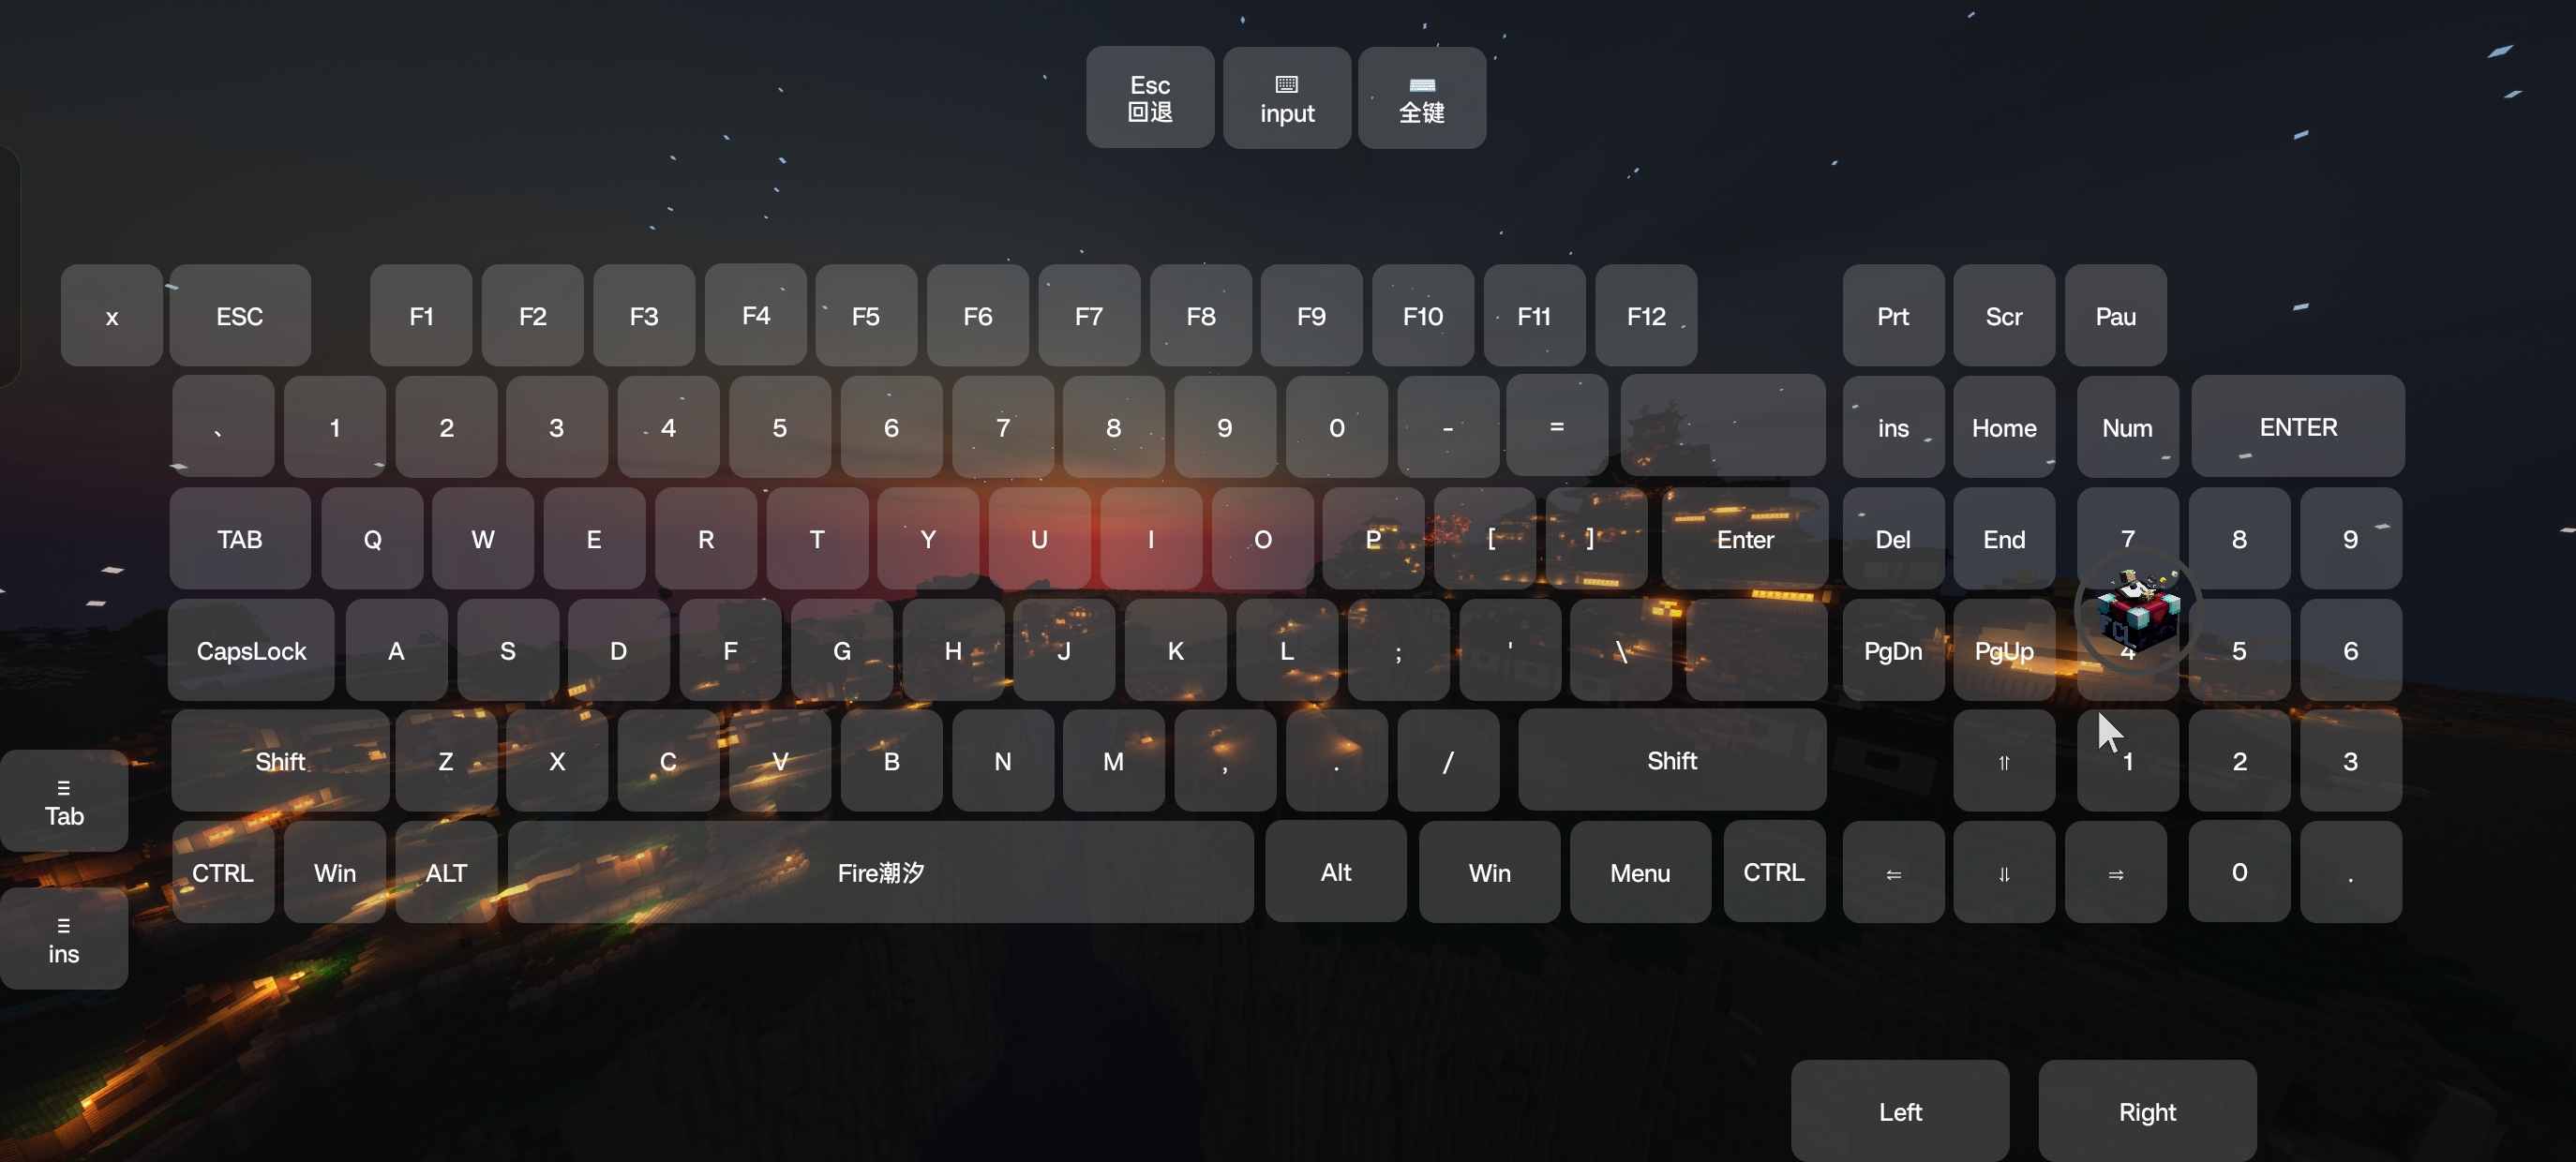 Esc
回退
input
全键
x ESC F1 F2 F3 F4 F5 F6 F7 F8 F9 F10 F11 F12 Prt Scr Pau
、 1 2 3 4 5 6 7 8 9 0 - = ins Home Num ENTER
TAB Q W E R T Y U I O P [ ] Enter Del End 7 8 9
CapsLock A S D F G H J K L ; ' \ PgDn PgUp 4 5 6
FCL
Shift Z X C V B N M , . / Shift ⇈ 1 2 3
☰
Tab
CTRL Win ALT Fire潮汐 Alt Win Menu CTRL ⇐ ⇊ ⇒ 0 .
☰
ins
Left Right